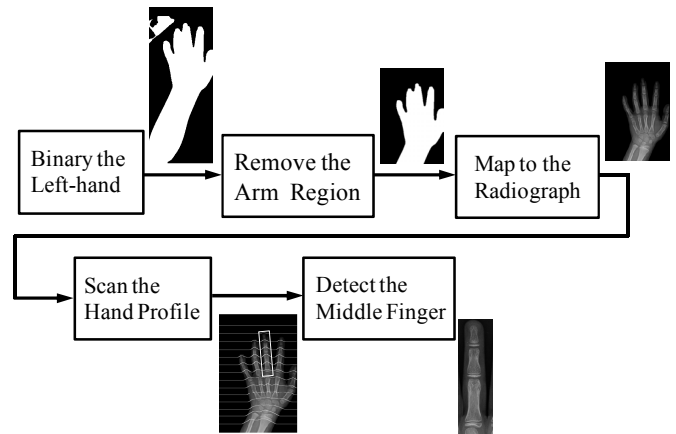 Binary the
Left-hand
Remove the
Arm Region
Map to the
Radiograph
Scan the
Hand Profile
Detect the
Middle Finger